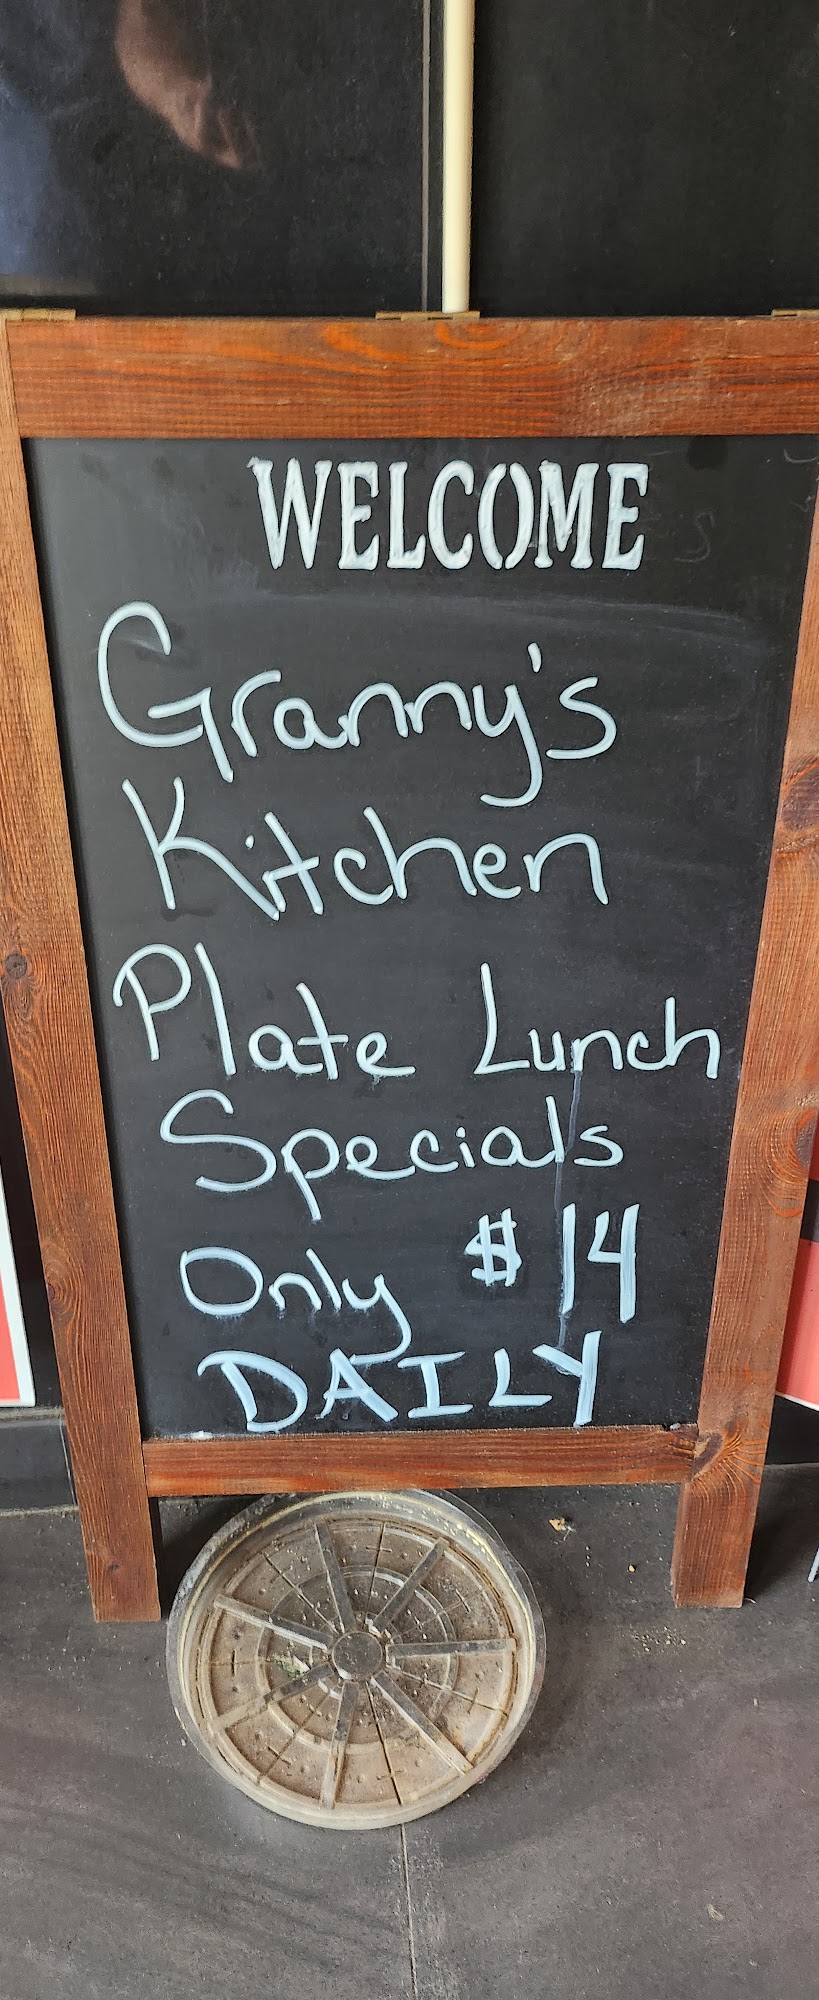 WELCOME
Granny's
Kitchen
Plate Lunch
Specials
Only $14
DAILY